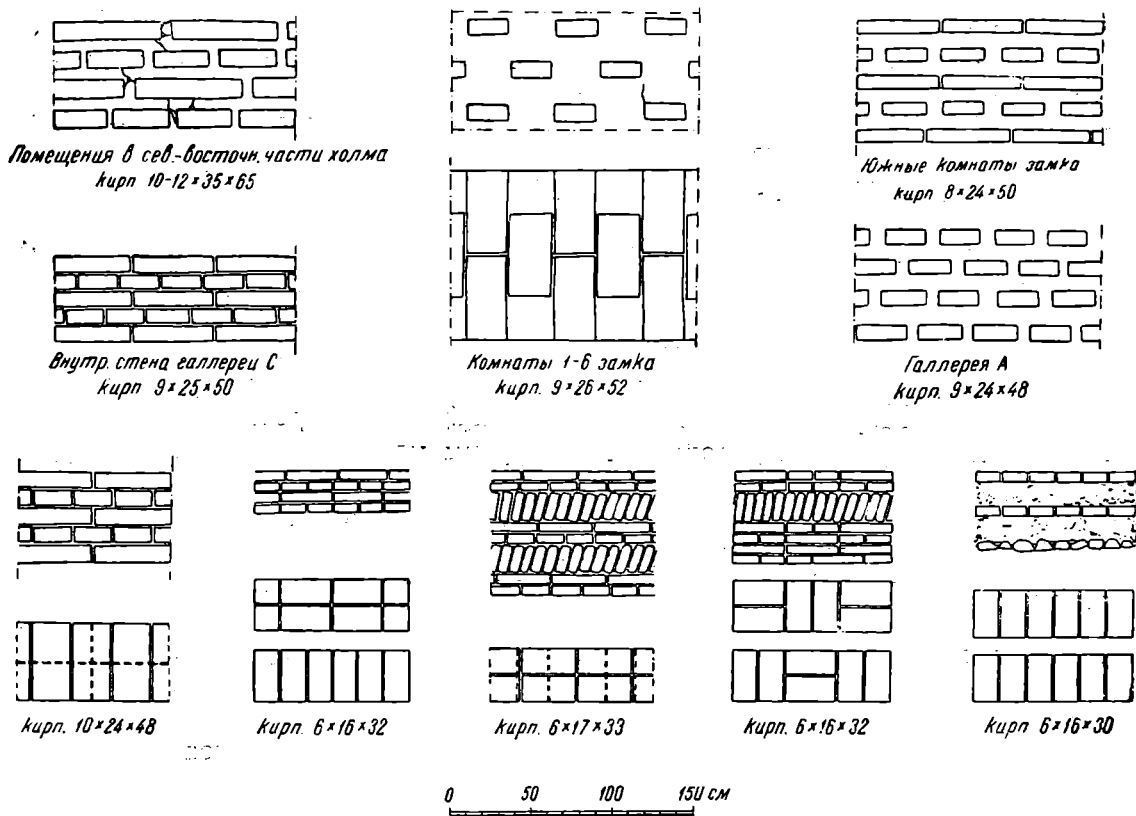 Помещения в сев.-восточн. части холма
кирп 10-12×35×65
Южные комнаты замка
кирп 8×24×50
Внутр. стена галлереи С
кирп 9×25×50
Комнаты 1-6 замка
кирп. 9×26×52
Галлерея А
кирп. 9×24×48
кирп. 10×24×48
кирп. 6×16×32
кирп. 6×17×33
кирп. 6×16×32
кирп 6×16×30
0 50 100 150 см